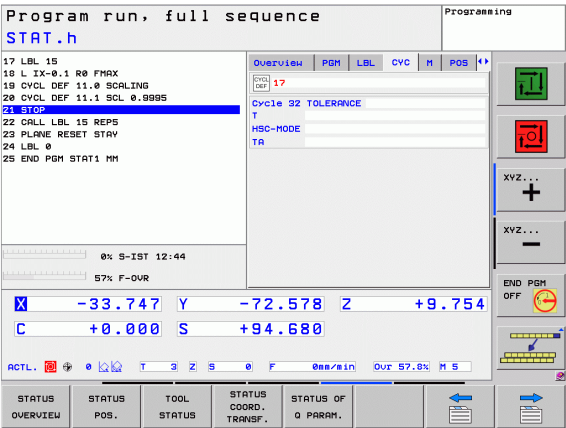 Program run, full sequence
Programming
STAT.h
17 LBL 15
18 L IX-0.1 R0 FMAX
19 CYCL DEF 11.0 SCALING
20 CYCL DEF 11.1 SCL 0.9995
21 STOP
22 CALL LBL 15 REP5
23 PLANE RESET STAY
24 LBL 0
25 END PGM STAT1 MM
0% S-IST 12:44
57% F-OVR
Overview PGM LBL CYC M POS
CYCL DEF 17
Cycle 32 TOLERANCE
T
HSC-MODE
TA
X -33.747 Y -72.578 Z +9.754
C +0.000 S +94.680
ACTL. 0 T 3 Z S 0 F 0mm/min Ovr 57.8% M 5
XYZ...
+
XYZ...
−
END PGM
OFF
STATUS OVERVIEW
STATUS POS.
TOOL STATUS
STATUS COORD. TRANSF.
STATUS OF Q PARAM.